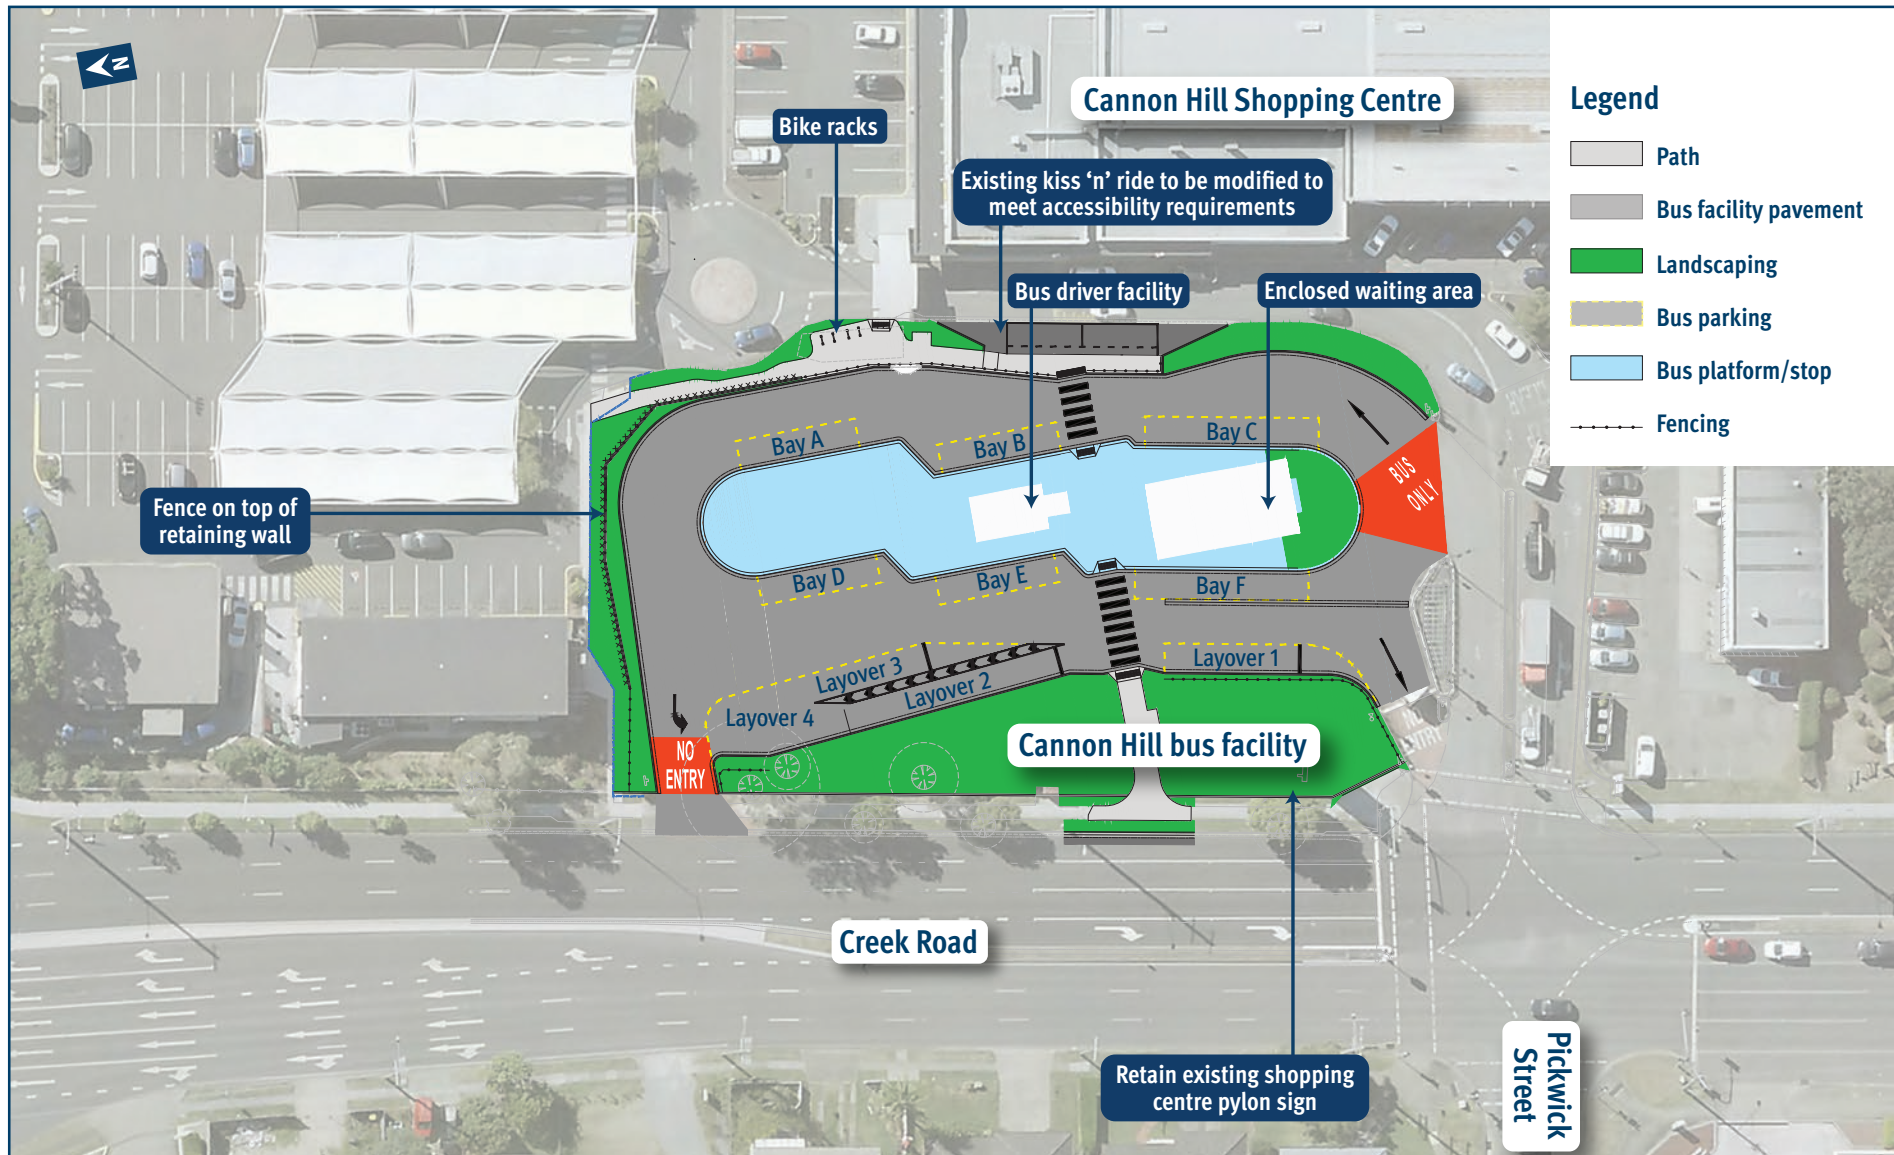 N
Cannon Hill Shopping Centre
Legend
Path
Bus facility pavement
Landscaping
Bus parking
Bus platform/stop
Fencing
Bike racks
Existing kiss ‘n’ ride to be modified to
meet accessibility requirements
Bus driver facility
Enclosed waiting area
Bay A
Bay B
Bay C
BUS
ONLY
Fence on top of
retaining wall
Bay D
Bay E
Bay F
Layover 3
Layover 2
Layover 1
Layover 4
NO
ENTRY
Cannon Hill bus facility
NO
ENTRY
Creek Road
Retain existing shopping
centre pylon sign
Pickwick
Street